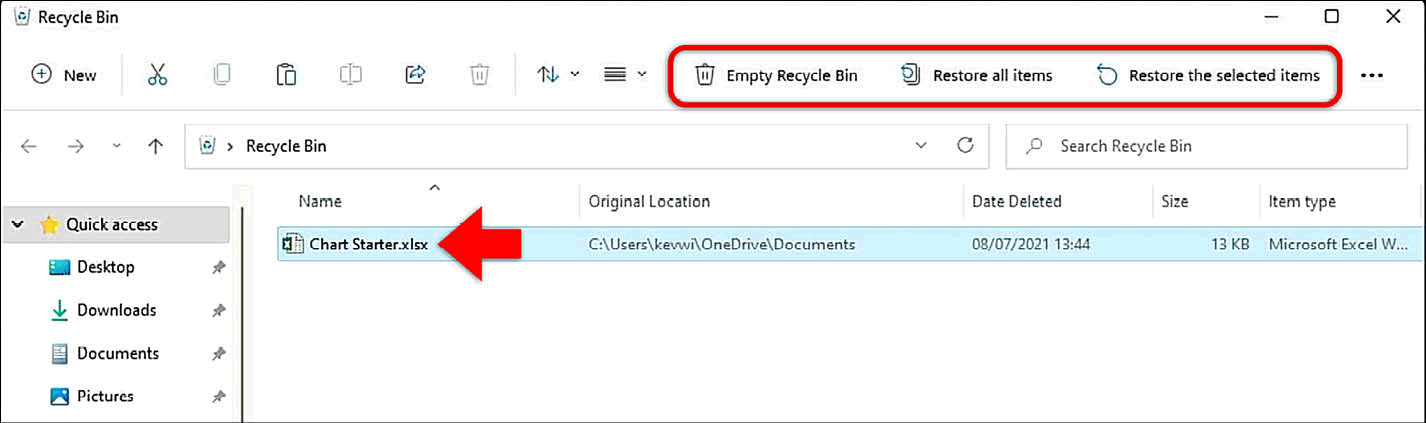 Recycle Bin
New
Empty Recycle Bin
Restore all items
Restore the selected items
Recycle Bin
Search Recycle Bin
Name
Original Location
Date Deleted
Size
Item type
Quick access
Chart Starter.xlsx
C:\Users\kevwi\OneDrive\Documents
08/07/2021 13:44
13 KB
Microsoft Excel W...
Desktop
Downloads
Documents
Pictures